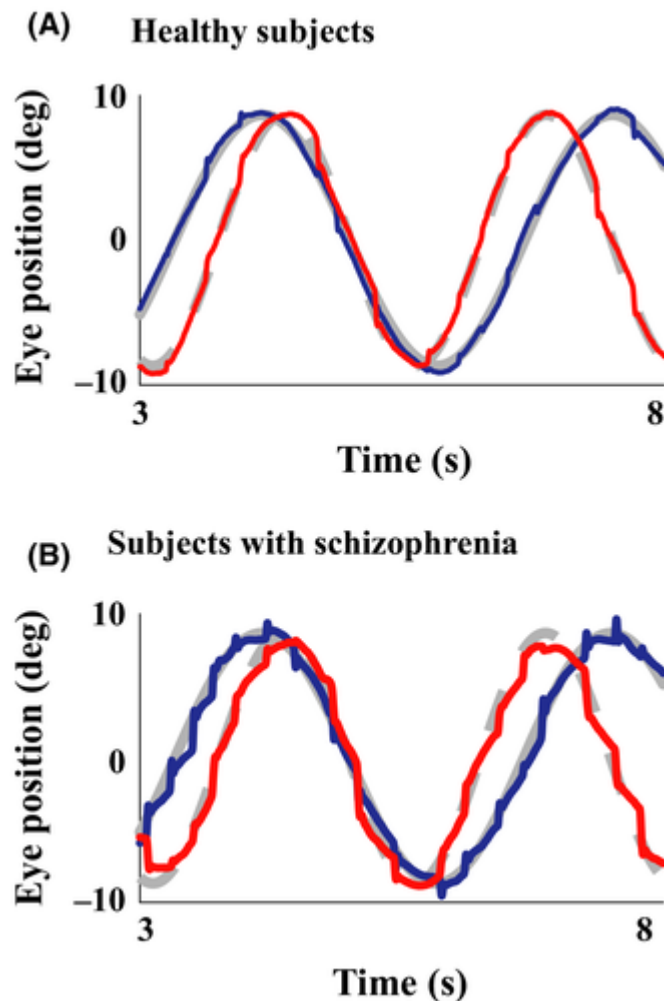 (A) Healthy subjects
10
0
–10
Eye position (deg)
3 8
Time (s)
(B) Subjects with schizophrenia
10
0
–10
Eye position (deg)
3 8
Time (s)